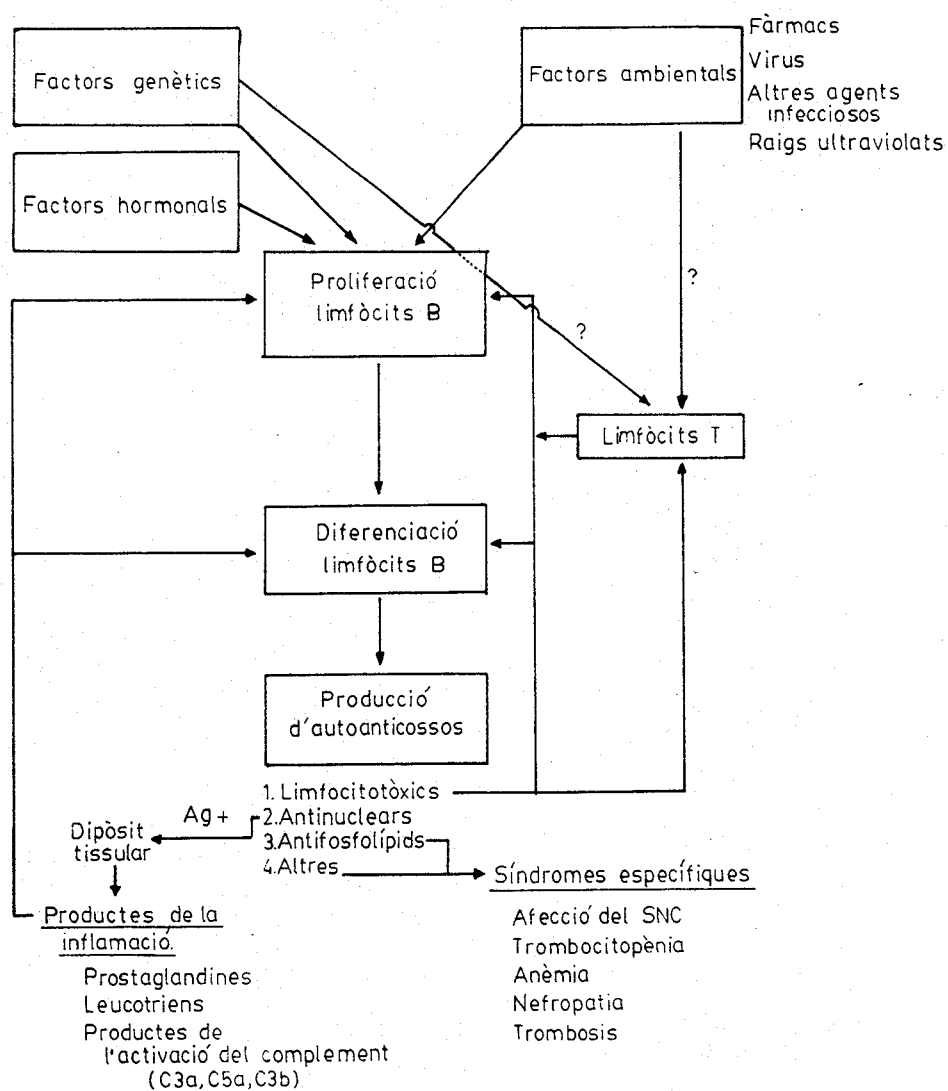 Factors genètics
Factors ambientals
Fàrmacs
Virus
Altres agents
infecciosos
Raigs ultraviolats
Factors hormonals
Proliferació
limfòcits B
?
?
Limfòcits T
Diferenciació
limfòcits B
Producció
d'autoanticossos
1. Limfocitotòxics
2.Antinuclears
3.Antifosfolípids
4.Altres
Ag +
Dipòsit
tissular
Síndromes específiques
Afecció del SNC
Trombocitopènia
Anèmia
Nefropatia
Trombosis
Productes de la
inflamació.
Prostaglandines
Leucotriens
Productes de
l'activació del complement
(C3a,C5a,C3b)